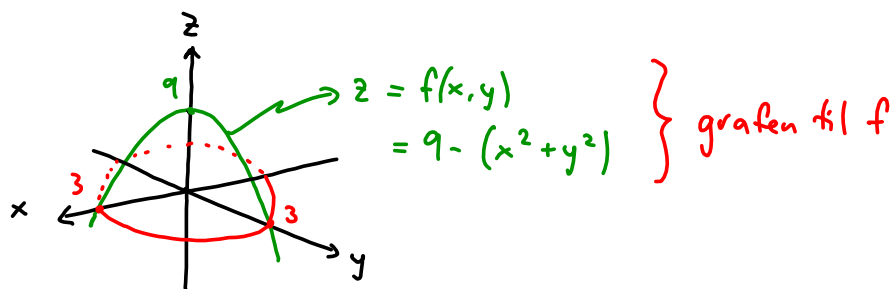 z
9
z = f(x,y)
= 9 - (x² + y²)
} grafen til f
3
3
x
y